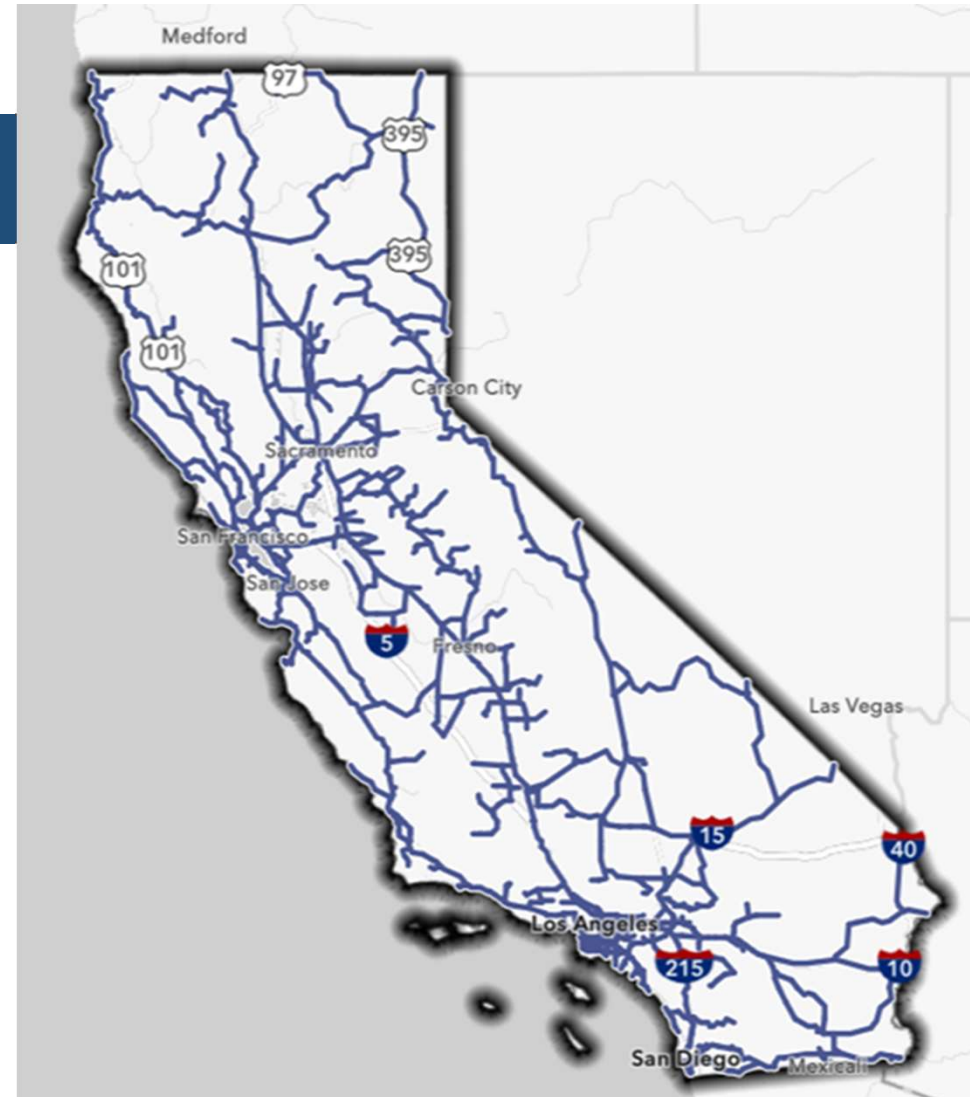 Medford
97
395
395
101
101
Carson City
Sacramento
San Francisco
San Jose
5
Fresno
Las Vegas
15
40
Los Angeles
215
10
San Diego
Mexicali